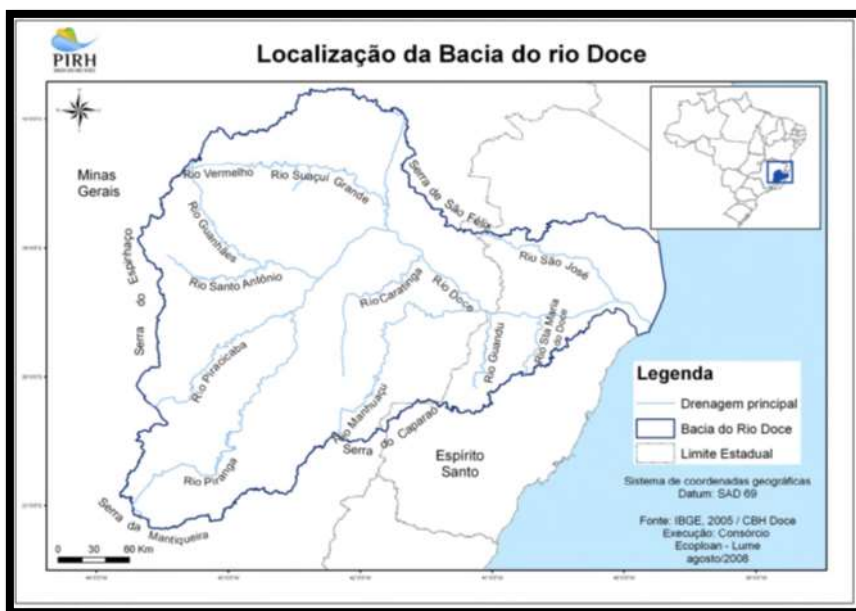 PIRH
Localização da Bacia do rio Doce
Minas
Gerais
Rio Vermelho
Rio Suaçuí Grande
Serra de São Félix
Rio Guanhães
Serra do Espinhaço
Rio Santo Antônio
Rio Caratinga
Rio Doce
Riu São José
Rio Guandu
Rio Sta Maria
do Doce
Rio Piracicaba
Rio Manhuaçu
Serra do Caparaó
Espírito
Santo
Rio Piranga
Serra da Mantiqueira
0 30 60 Km
Legenda
Drenagem principal
Bacia do Rio Doce
Limite Estadual
Sistema de coordenadas geográficas
Datum: SAD 69
Fonte: IBGE, 2005 / CBH Doce
Execução: Consórcio
Ecoploan - Lume
agosto/2008